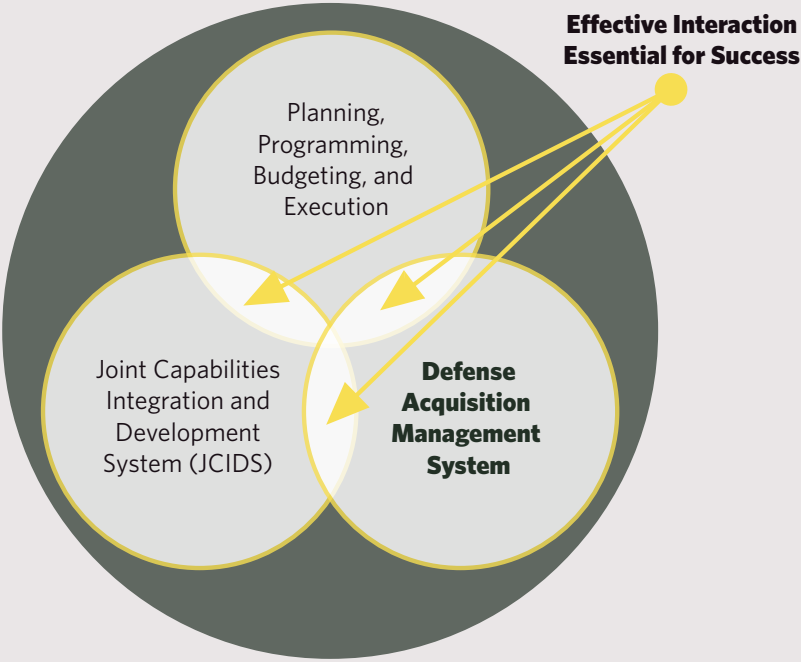 Effective Interaction
Essential for Success
Planning,
Programming,
Budgeting, and
Execution
Joint Capabilities
Integration and
Development
System (JCIDS)
Defense
Acquisition
Management
System